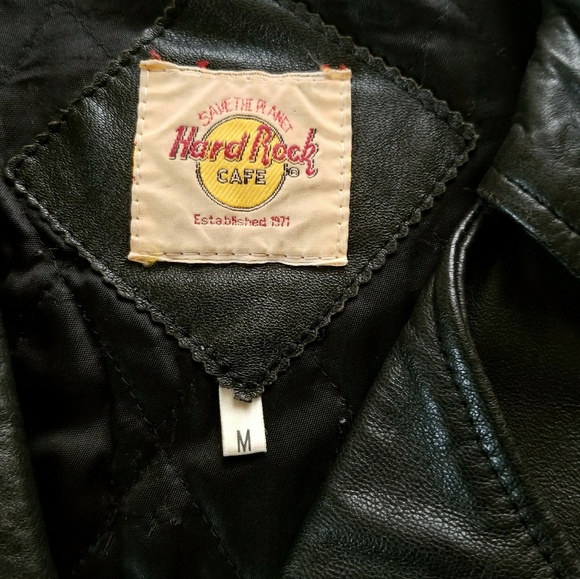 SAVE THE PLANET
Hard Rock
CAFE ®
Established 1971
M